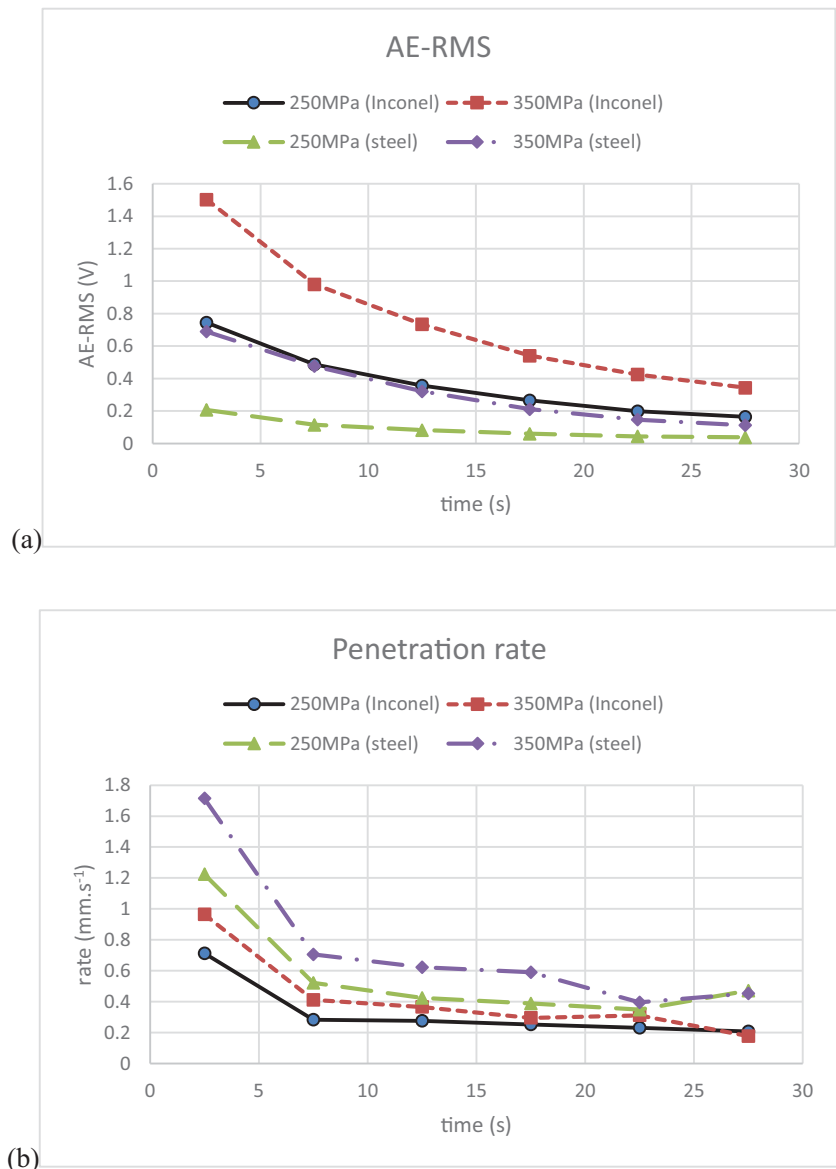 AE-RMS
250MPa (Inconel) 350MPa (Inconel)
250MPa (steel) 350MPa (steel)
1.6
1.4
1.2
1
0.8
0.6
0.4
0.2
0
AE-RMS (V)
0 5 10 15 20 25 30
time (s)
(a)
Penetration rate
250MPa (Inconel) 350MPa (Inconel)
250MPa (steel) 350MPa (steel)
1.8
1.6
1.4
1.2
1
0.8
0.6
0.4
0.2
0
rate (mm.s⁻¹)
0 5 10 15 20 25 30
time (s)
(b)